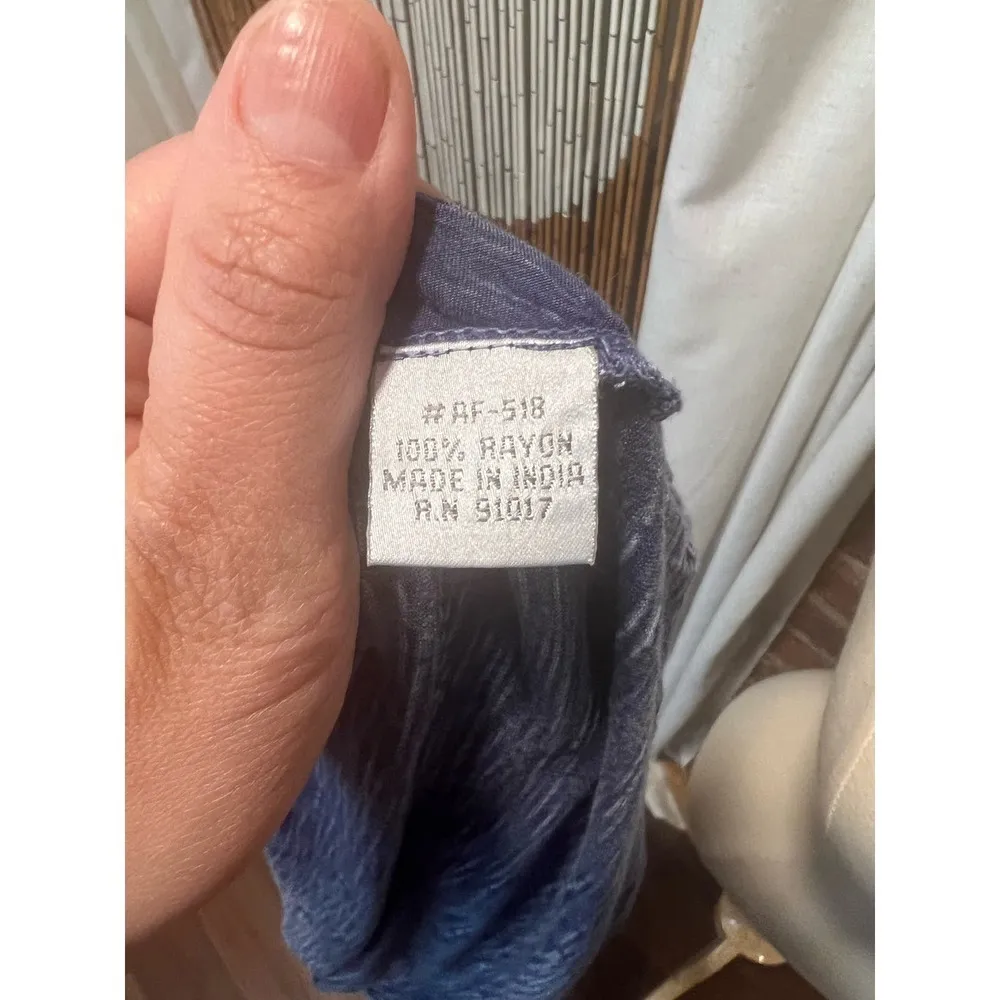 #AF-518
100% RAYON
MADE IN INDIA
R.N 91017